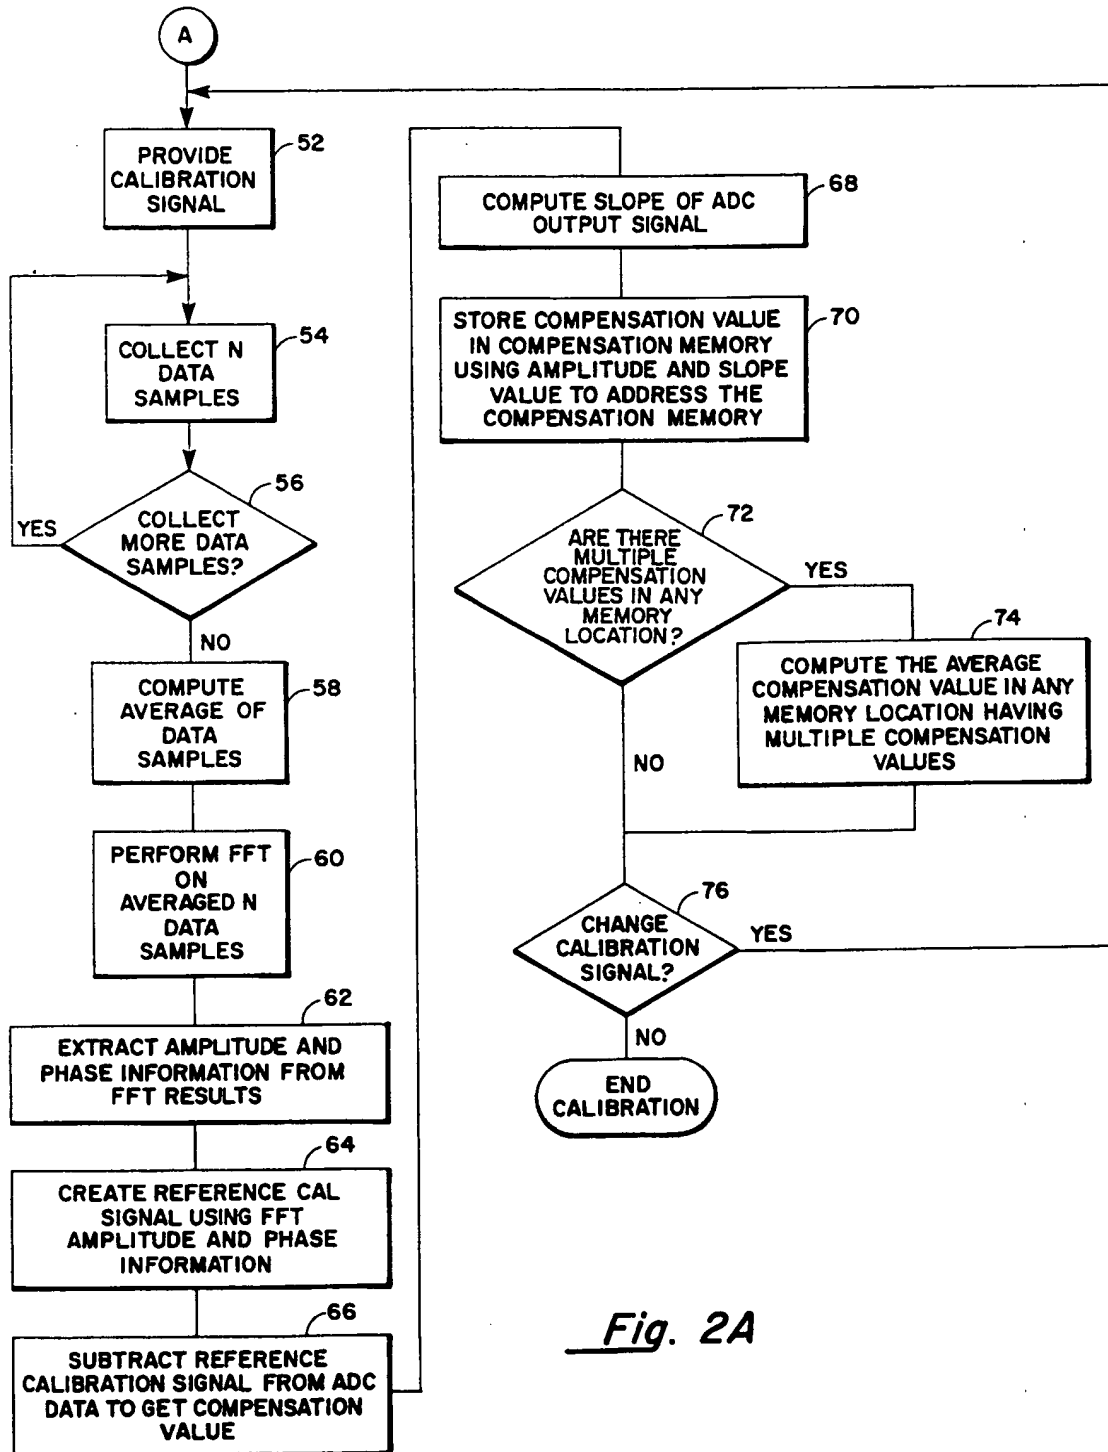 A
PROVIDE
CALIBRATION
SIGNAL
52
COLLECT N
DATA
SAMPLES
54
COLLECT
MORE DATA
SAMPLES?
56
YES
NO
COMPUTE
AVERAGE OF
DATA
SAMPLES
58
PERFORM FFT
ON
AVERAGED N
DATA
SAMPLES
60
62
EXTRACT AMPLITUDE AND
PHASE INFORMATION FROM
FFT RESULTS
64
CREATE REFERENCE CAL
SIGNAL USING FFT
AMPLITUDE AND PHASE
INFORMATION
66
SUBTRACT REFERENCE
CALIBRATION SIGNAL FROM ADC
DATA TO GET COMPENSATION
VALUE
68
COMPUTE SLOPE OF ADC
OUTPUT SIGNAL
70
STORE COMPENSATION VALUE
IN COMPENSATION MEMORY
USING AMPLITUDE AND SLOPE
VALUE TO ADDRESS THE
COMPENSATION MEMORY
72
ARE THERE
MULTIPLE
COMPENSATION
VALUES IN ANY
MEMORY
LOCATION?
YES
74
COMPUTE THE AVERAGE
COMPENSATION VALUE IN ANY
MEMORY LOCATION HAVING
MULTIPLE COMPENSATION
VALUES
NO
76
CHANGE
CALIBRATION
SIGNAL?
YES
NO
END
CALIBRATION
Fig. 2A